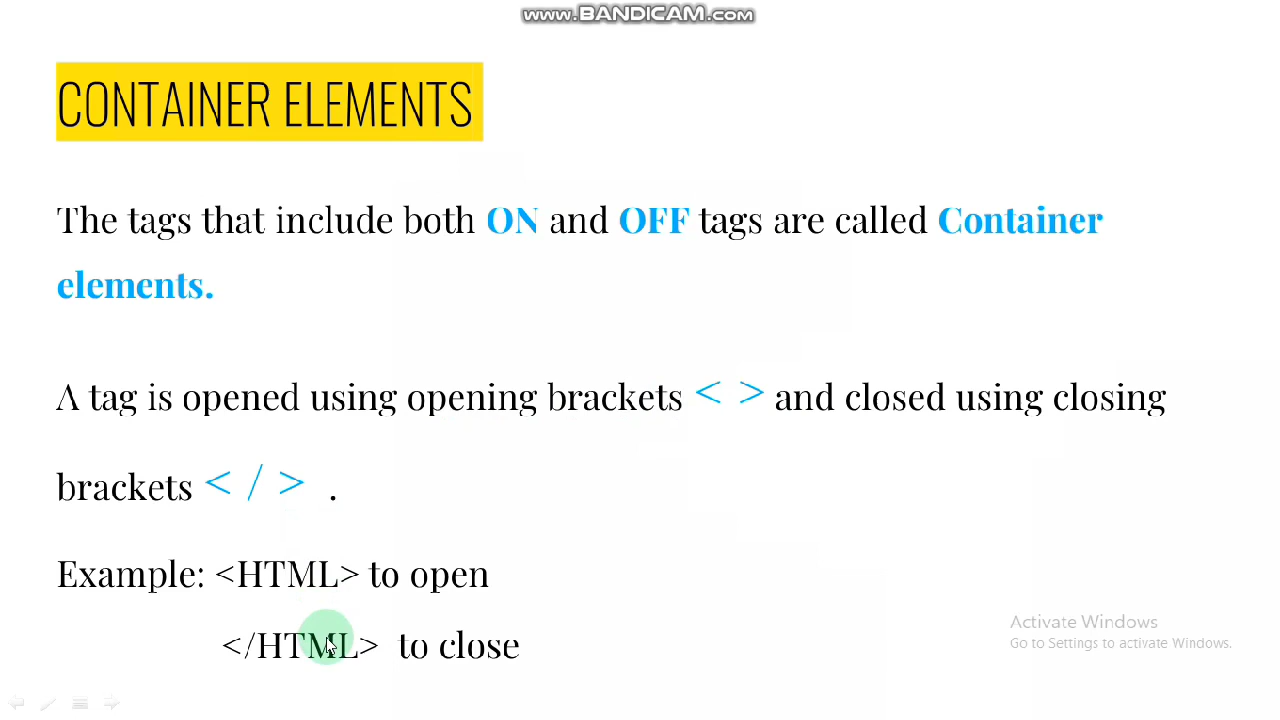 www.BANDICAM.com
CONTAINER ELEMENTS
The tags that include both ON and OFF tags are called Container
elements.
A tag is opened using opening brackets < > and closed using closing
brackets < / > .
Example: <HTML> to open
</HTML> to close
Activate Windows
Go to Settings to activate Windows.